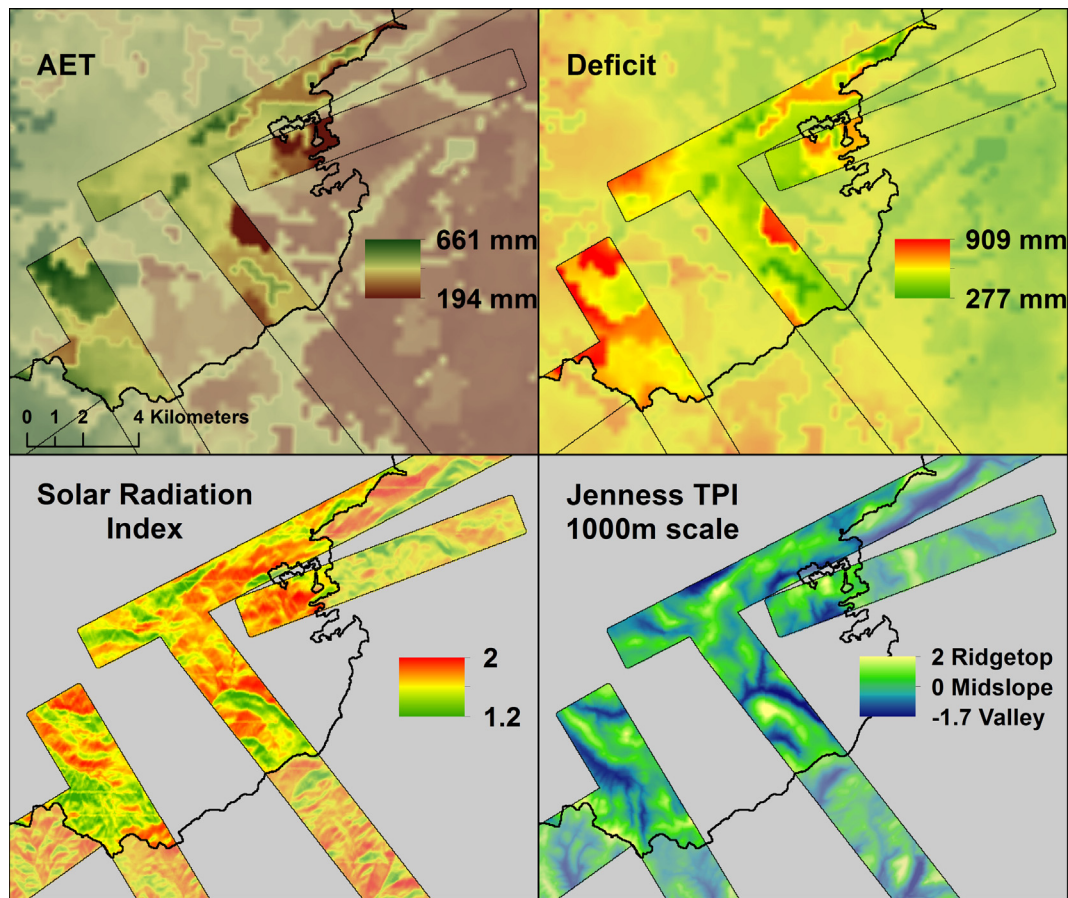 AET
661 mm
194 mm
0 1 2 4 Kilometers
Deficit
909 mm
277 mm
Solar Radiation
Index
2
1.2
Jenness TPI
1000m scale
2 Ridgetop
0 Midslope
-1.7 Valley